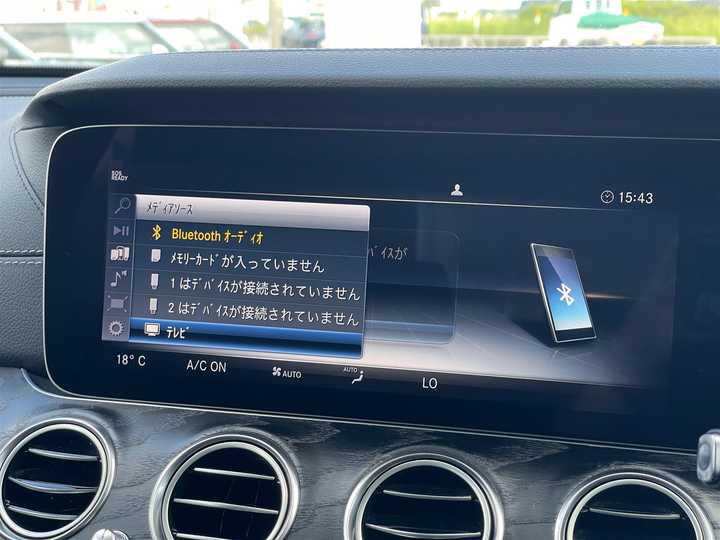 SOS
READY
15:43
ﾒﾃﾞｨｱｿｰｽ
Bluetooth ｵｰﾃﾞｨｵ
ﾒﾓﾘｰｶｰﾄﾞが入っていません
ﾊﾞｲｽが
1 はﾃﾞﾊﾞｲｽが接続されていません
2 はﾃﾞﾊﾞｲｽが接続されていません
ﾃﾚﾋﾞ
18° C
A/C ON
AUTO
AUTO
LO